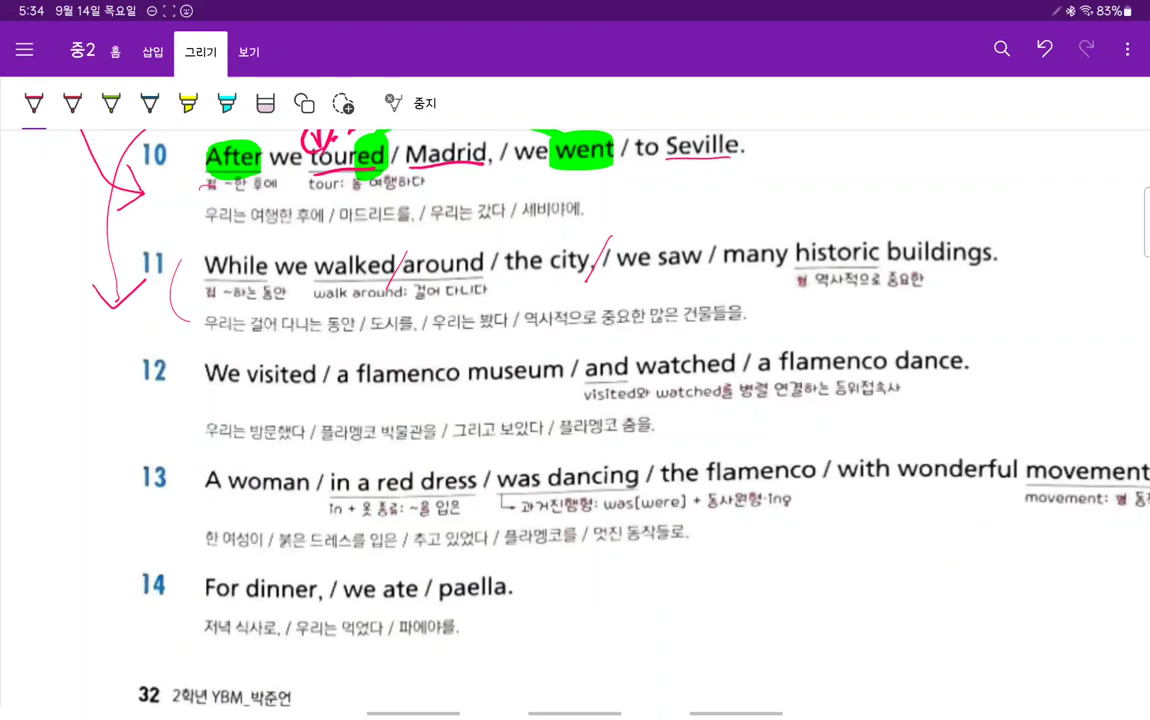 5:34 9월 14일 목요일 83%
중2 홈 삽입 그리기 보기
중지
10 After we toured / Madrid, / we went / to Seville.
접 ~한 후에 tour: 동 여행하다
우리는 여행한 후에 / 마드리드를, / 우리는 갔다 / 세비야에.
11 While we walked around / the city, / we saw / many historic buildings.
접 ~하는 동안 walk around: 걸어 다니다 형 역사적으로 중요한
우리는 걸어 다니는 동안 / 도시를, / 우리는 봤다 / 역사적으로 중요한 많은 건물들을.
12 We visited / a flamenco museum / and watched / a flamenco dance.
visited와 watched를 병렬 연결하는 등위접속사
우리는 방문했다 / 플라멩코 박물관을 / 그리고 보았다 / 플라멩코 춤을.
13 A woman / in a red dress / was dancing / the flamenco / with wonderful movement
in + 옷 종류: ~을 입은 과거진행형: was[were] + 동사원형-ing movement: 명 동
한 여성이 / 붉은 드레스를 입은 / 추고 있었다 / 플라멩코를 / 멋진 동작들로.
14 For dinner, / we ate / paella.
저녁 식사로, / 우리는 먹었다 / 파에야를.
32 2학년 YBM_박준언